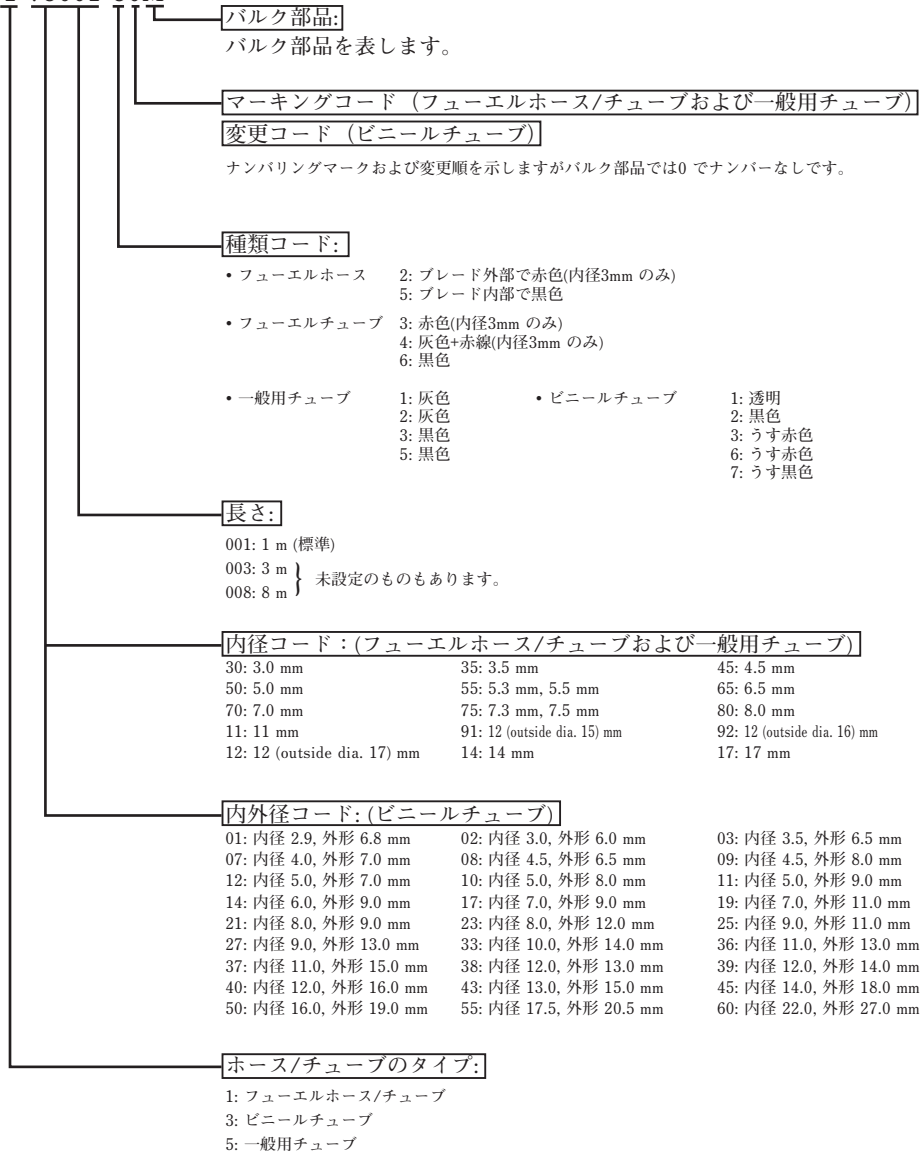 バルク部品:
バルク部品を表します。
マーキングコード（フューエルホース/チューブおよび一般用チューブ）
変更コード（ビニールチューブ）
ナンバリングマークおよび変更順を示しますがバルク部品では0 でナンバーなしです。
種類コード:
• フューエルホース 2: ブレード外部で赤色(内径3mm のみ)
5: ブレード内部で黒色
• フューエルチューブ 3: 赤色(内径3mm のみ)
4: 灰色+赤線(内径3mm のみ)
6: 黒色
• 一般用チューブ 1: 灰色 • ビニールチューブ 1: 透明
2: 灰色 2: 黒色
3: 黒色 3: うす赤色
5: 黒色 6: うす赤色
7: うす黒色
長さ:
001: 1 m (標準)
003: 3 m
008: 8 m } 未設定のものもあります。
内径コード：(フューエルホース/チューブおよび一般用チューブ)
30: 3.0 mm 35: 3.5 mm 45: 4.5 mm
50: 5.0 mm 55: 5.3 mm, 5.5 mm 65: 6.5 mm
70: 7.0 mm 75: 7.3 mm, 7.5 mm 80: 8.0 mm
11: 11 mm 91: 12 (outside dia. 15) mm 92: 12 (outside dia. 16) mm
12: 12 (outside dia. 17) mm 14: 14 mm 17: 17 mm
内外径コード: (ビニールチューブ)
01: 内径 2.9, 外形 6.8 mm 02: 内径 3.0, 外形 6.0 mm 03: 内径 3.5, 外形 6.5 mm
07: 内径 4.0, 外形 7.0 mm 08: 内径 4.5, 外形 6.5 mm 09: 内径 4.5, 外形 8.0 mm
12: 内径 5.0, 外形 7.0 mm 10: 内径 5.0, 外形 8.0 mm 11: 内径 5.0, 外形 9.0 mm
14: 内径 6.0, 外形 9.0 mm 17: 内径 7.0, 外形 9.0 mm 19: 内径 7.0, 外形 11.0 mm
21: 内径 8.0, 外形 9.0 mm 23: 内径 8.0, 外形 12.0 mm 25: 内径 9.0, 外形 11.0 mm
27: 内径 9.0, 外形 13.0 mm 33: 内径 10.0, 外形 14.0 mm 36: 内径 11.0, 外形 13.0 mm
37: 内径 11.0, 外形 15.0 mm 38: 内径 12.0, 外形 13.0 mm 39: 内径 12.0, 外形 14.0 mm
40: 内径 12.0, 外形 16.0 mm 43: 内径 13.0, 外形 15.0 mm 45: 内径 14.0, 外形 18.0 mm
50: 内径 16.0, 外形 19.0 mm 55: 内径 17.5, 外形 20.5 mm 60: 内径 22.0, 外形 27.0 mm
ホース/チューブのタイプ:
1: フューエルホース/チューブ
3: ビニールチューブ
5: 一般用チューブ